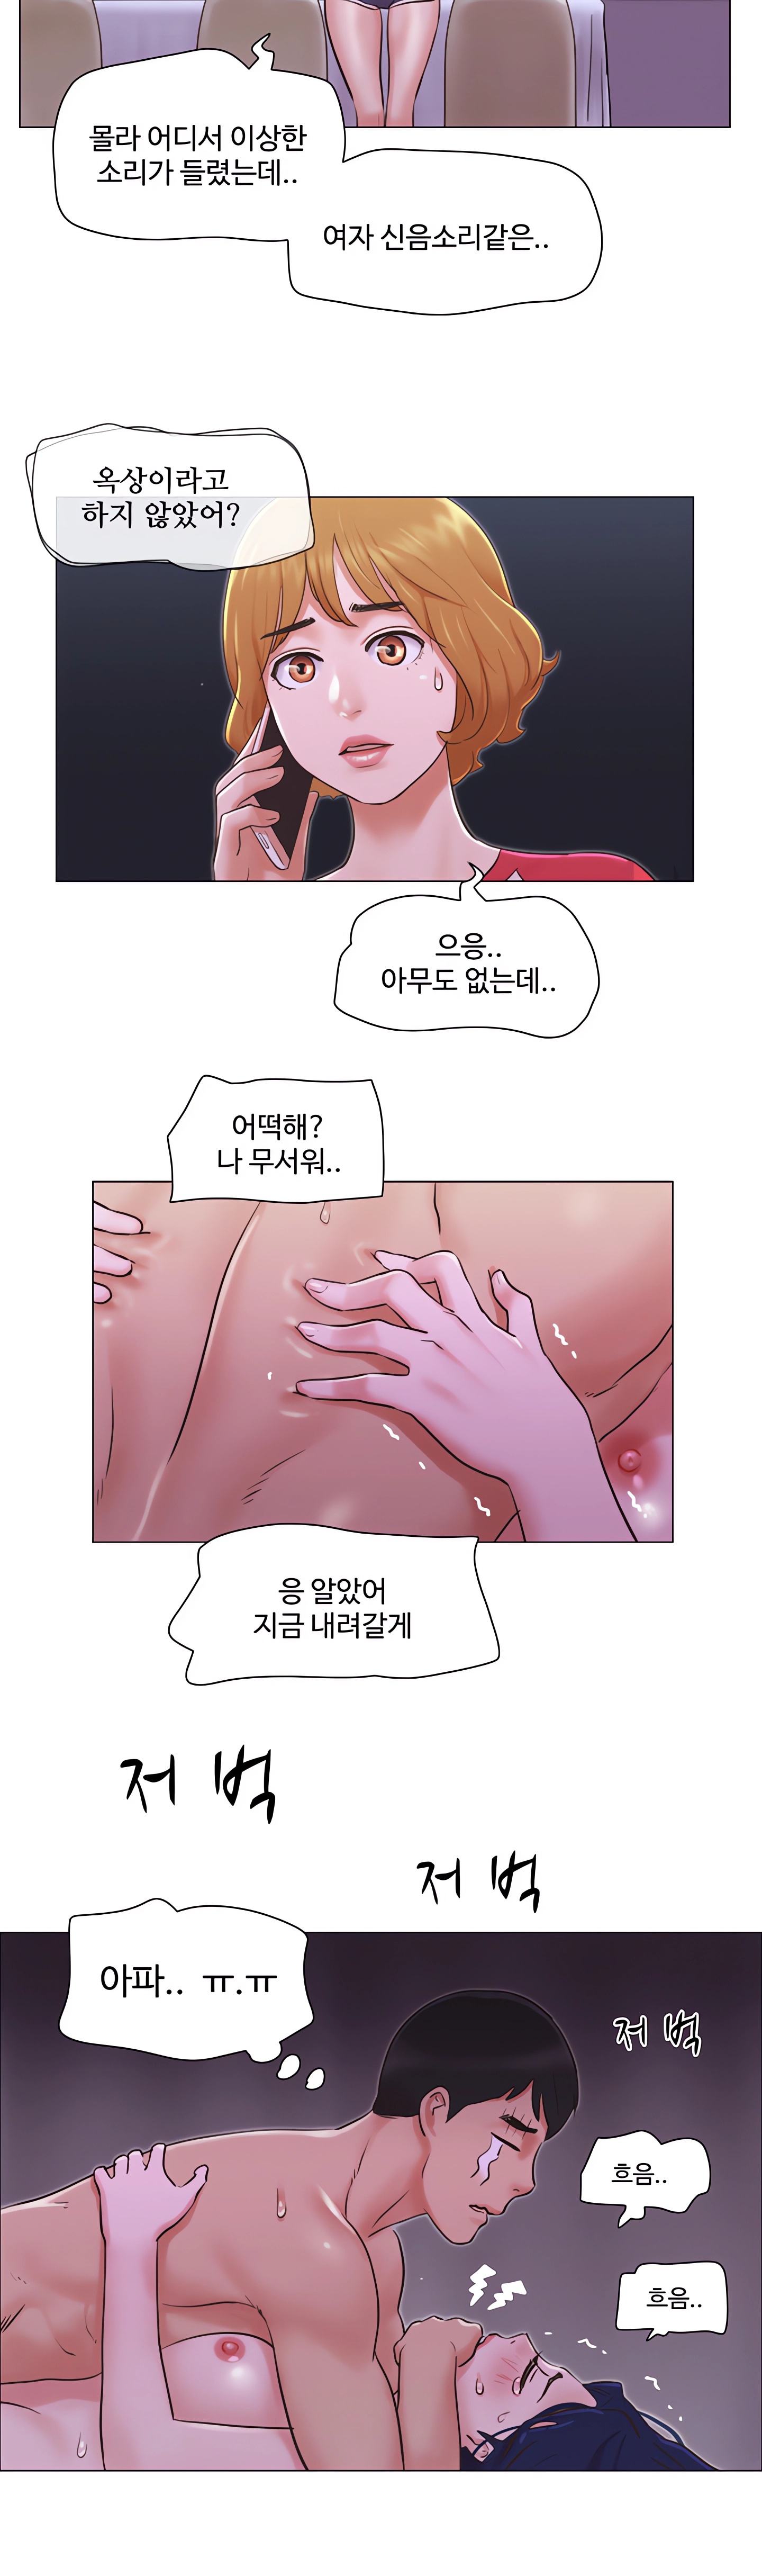 몰라 어디서 이상한
소리가 들렸는데..
여자 신음소리같은..
옥상이라고
하지 않았어?
으응..
아무도 없는데..
어떡해?
나 무서워..
응 알았어
지금 내려갈게
저 벅
저 벅
아파.. ㅠ.ㅠ
저 벅
흐음..
흐음..